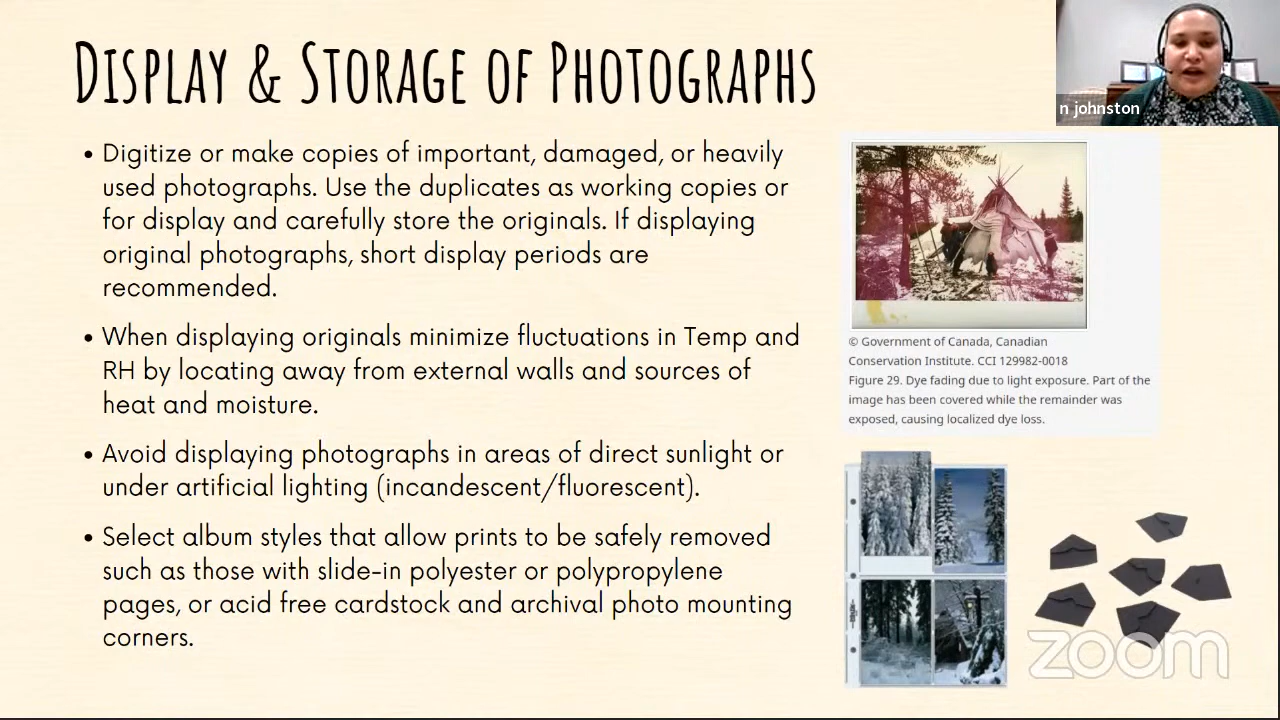 Display & Storage of Photographs
n johnston
• Digitize or make copies of important, damaged, or heavily
used photographs. Use the duplicates as working copies or
for display and carefully store the originals. If displaying
original photographs, short display periods are
recommended.
• When displaying originals minimize fluctuations in Temp and
RH by locating away from external walls and sources of
heat and moisture.
• Avoid displaying photographs in areas of direct sunlight or
under artificial lighting (incandescent/fluorescent).
• Select album styles that allow prints to be safely removed
such as those with slide-in polyester or polypropylene
pages, or acid free cardstock and archival photo mounting
corners.
© Government of Canada, Canadian
Conservation Institute. CCI 129982-0018
Figure 29. Dye fading due to light exposure. Part of the
image has been covered while the remainder was
exposed, causing localized dye loss.
zoom